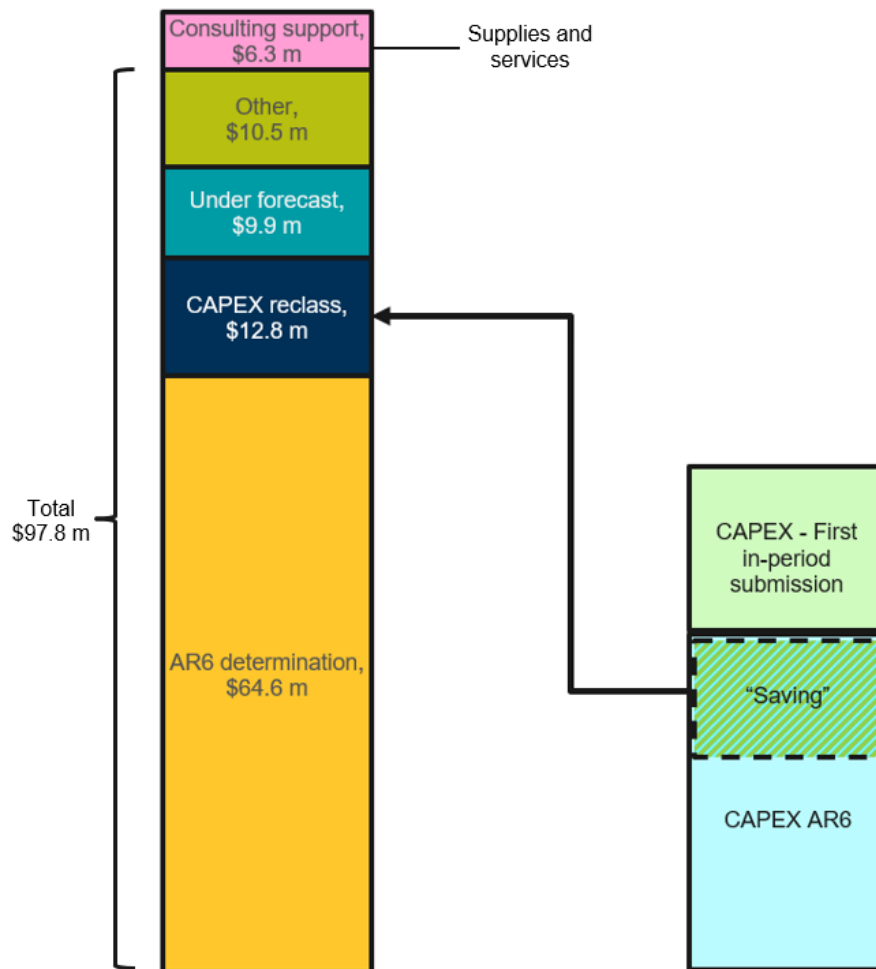 Consulting support,
$6.3 m
Supplies and
services
Other,
$10.5 m
Under forecast,
$9.9 m
CAPEX reclass,
$12.8 m
Total
$97.8 m
AR6 determination,
$64.6 m
CAPEX - First
in-period
submission
“Saving”
CAPEX AR6